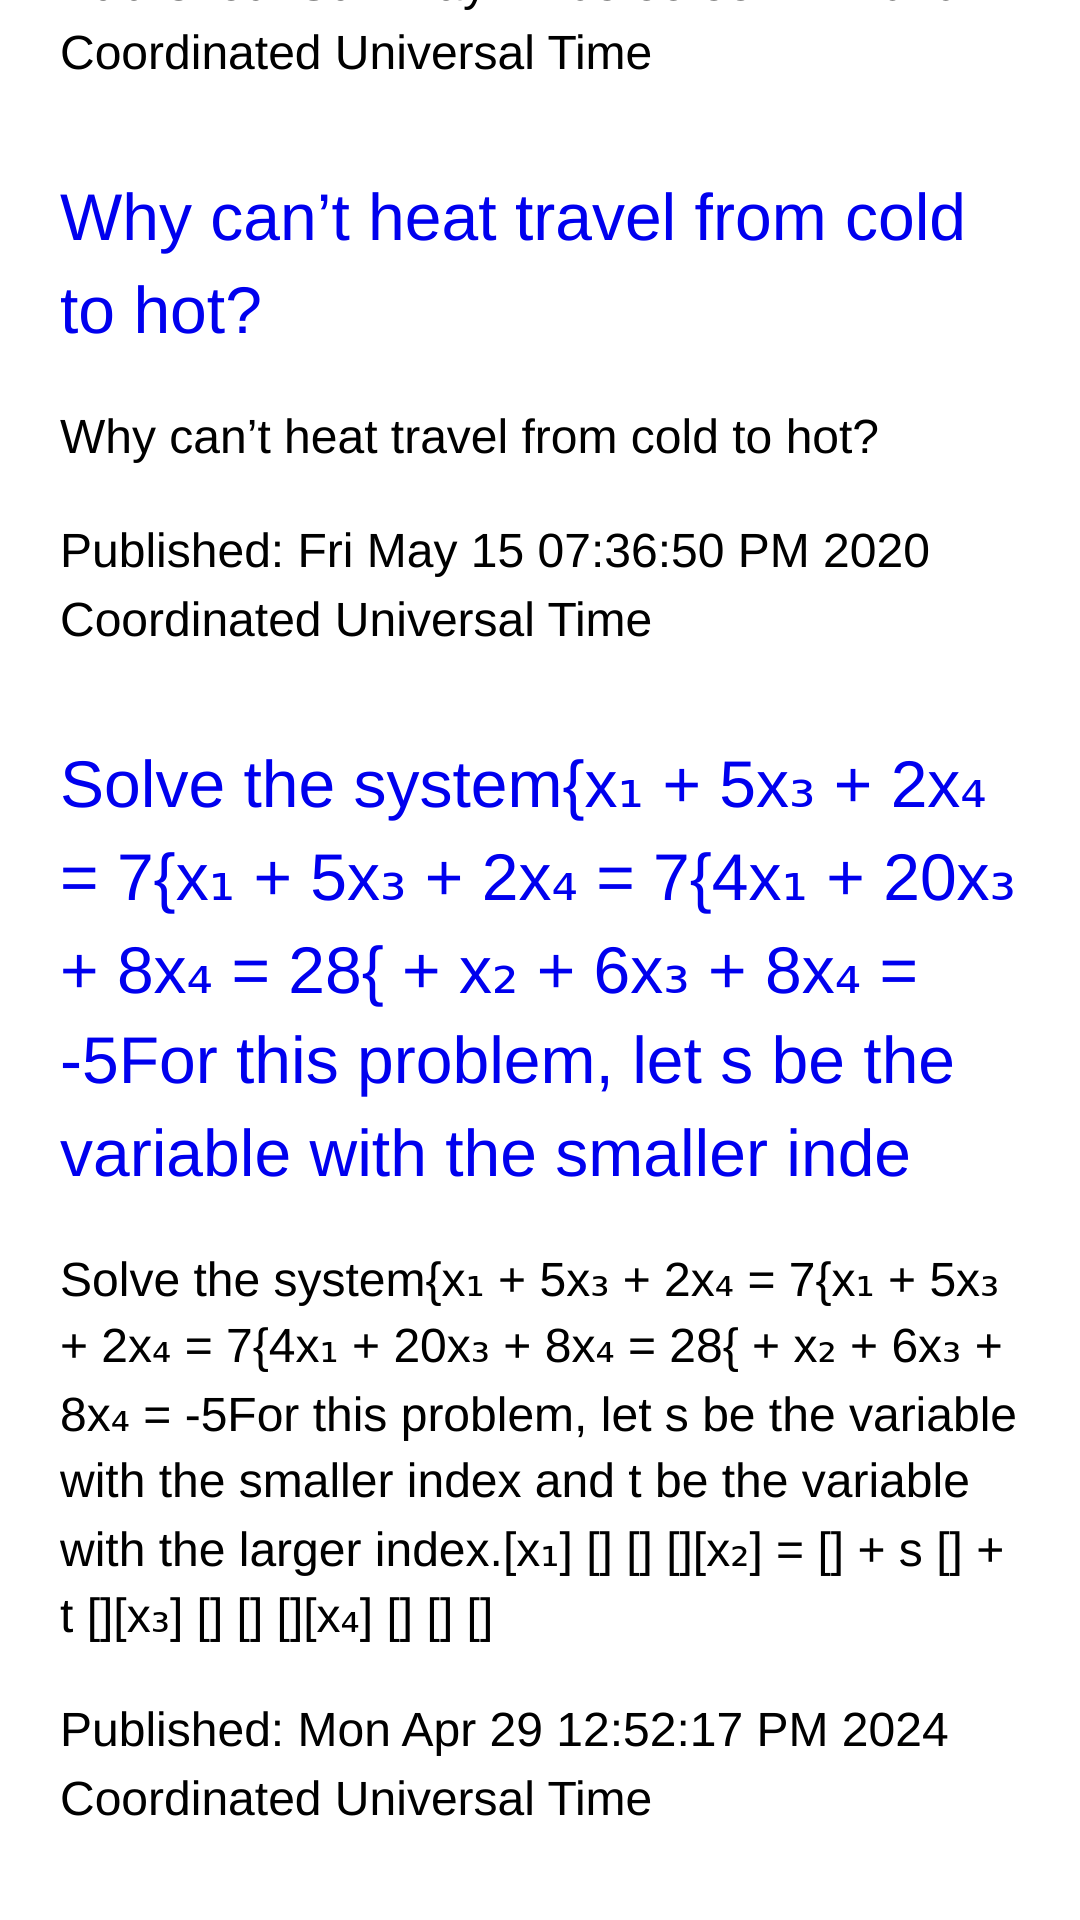 Coordinated Universal Time
Why can’t heat travel from cold
to hot?
Why can’t heat travel from cold to hot?
Published: Fri May 15 07:36:50 PM 2020
Coordinated Universal Time
Solve the system{x₁ + 5x₃ + 2x₄
= 7{x₁ + 5x₃ + 2x₄ = 7{4x₁ + 20x₃
+ 8x₄ = 28{ + x₂ + 6x₃ + 8x₄ =
-5For this problem, let s be the
variable with the smaller inde
Solve the system{x₁ + 5x₃ + 2x₄ = 7{x₁ + 5x₃
+ 2x₄ = 7{4x₁ + 20x₃ + 8x₄ = 28{ + x₂ + 6x₃ +
8x₄ = -5For this problem, let s be the variable
with the smaller index and t be the variable
with the larger index.[x₁] [] [] [][x₂] = [] + s [] +
t [][x₃] [] [] [][x₄] [] [] []
Published: Mon Apr 29 12:52:17 PM 2024
Coordinated Universal Time